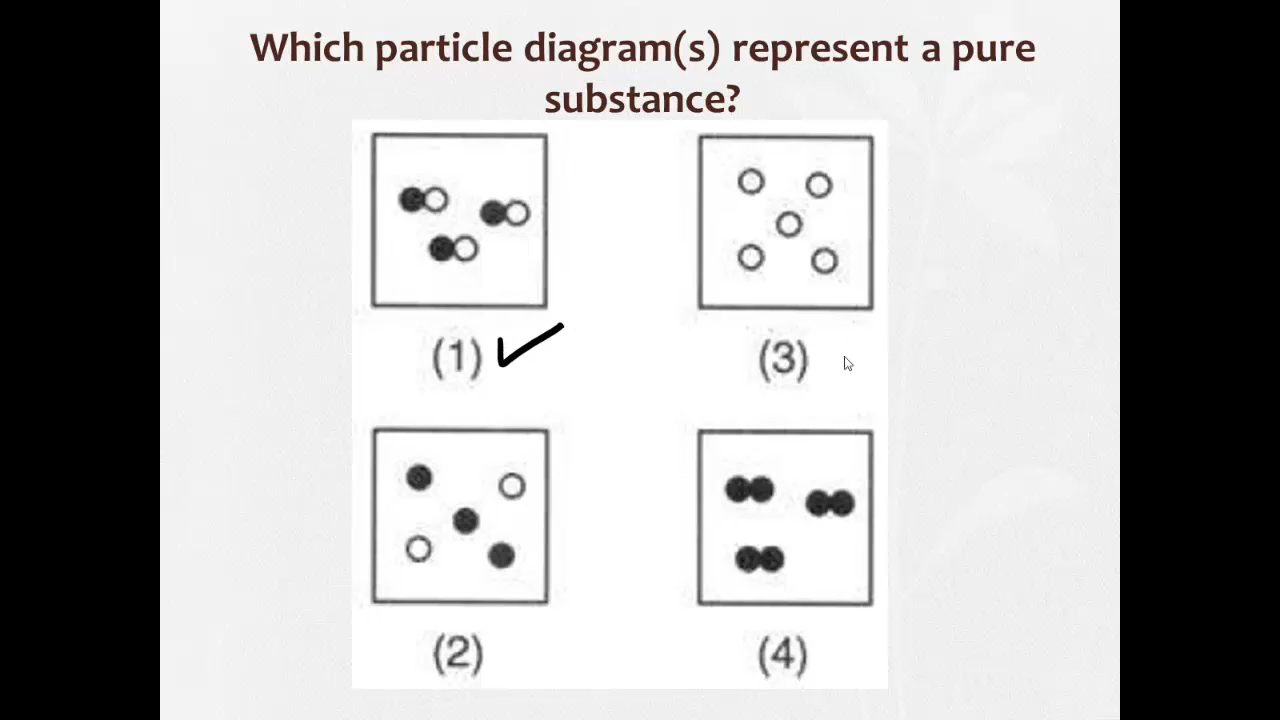 Which particle diagram(s) represent a pure
substance?
(1)
(3)
(2)
(4)